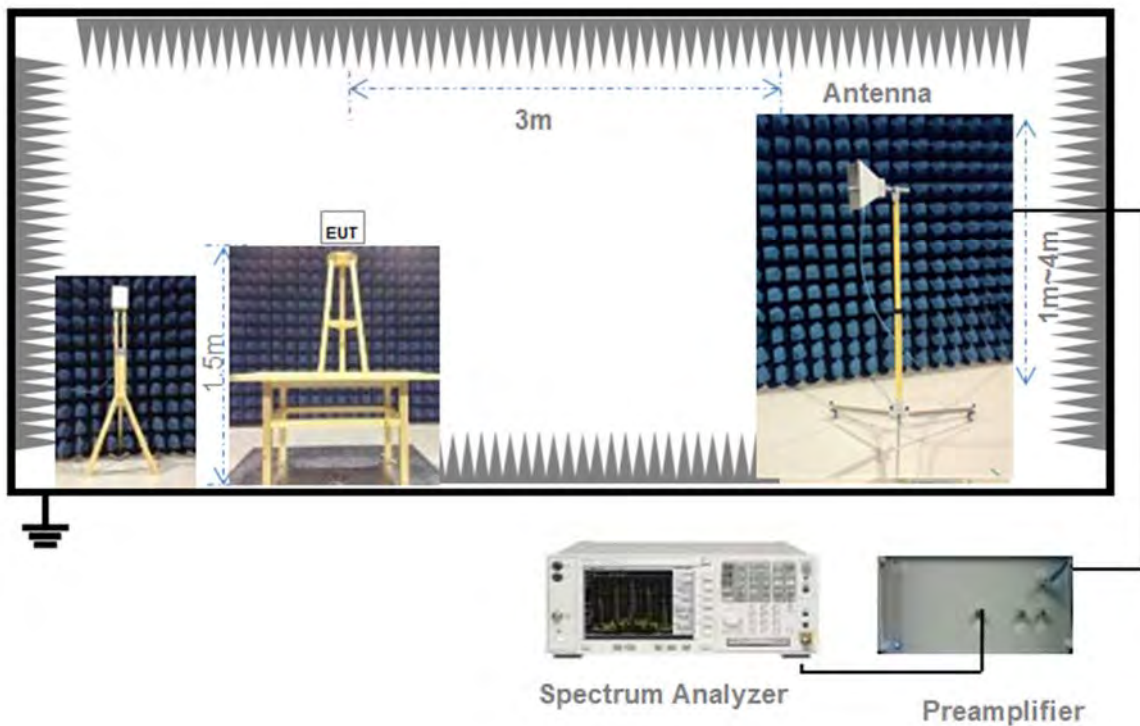 Antenna
3m
EUT
1.5m
1m~4m
Spectrum Analyzer
Preamplifier